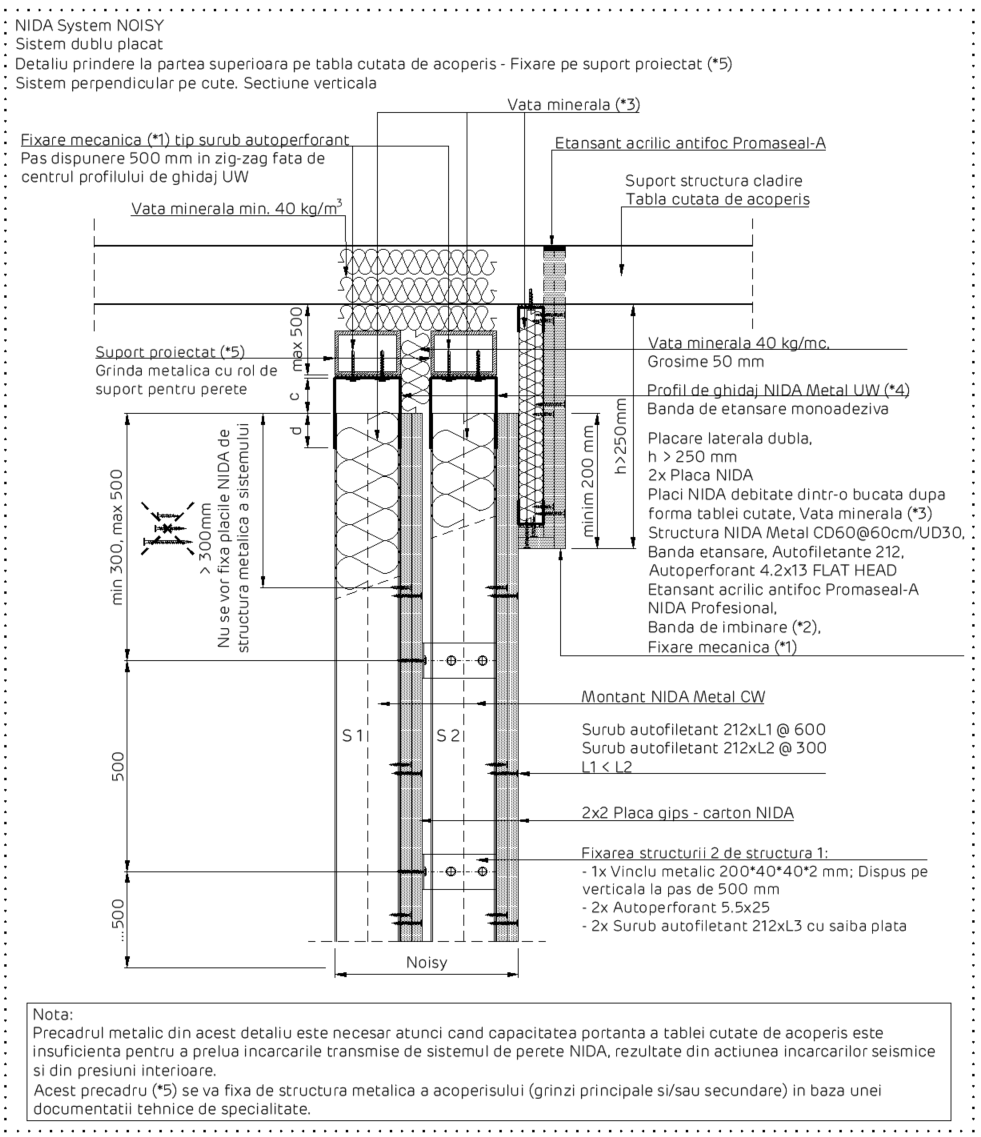 NIDA System NOISY
Sistem dublu placat
Detaliu prindere la partea superioara pe tabla cutata de acoperis - Fixare pe suport proiectat (*5)
Sistem perpendicular pe cute. Sectiune verticala
Vata minerala (*3)
Fixare mecanica (*1) tip surub autoperforant
Pas dispunere 500 mm in zig-zag fata de
centrul profilului de ghidaj UW
Etansant acrilic antifoc Promaseal-A
Suport structura cladire
Tabla cutata de acoperis
Vata minerala min. 40 kg/m³
max 500
Suport proiectat (*5)
Grinda metalica cu rol de
suport pentru perete
c
d
Vata minerala 40 kg/mc,
Grosime 50 mm
Profil de ghidaj NIDA Metal UW (*4)
Banda de etansare monoadeziva
Placare laterala dubla,
h > 250 mm
2x Placa NIDA
Placi NIDA debitate dintr-o bucata dupa
forma tablei cutate, Vata minerala (*3)
Structura NIDA Metal CD60@60cm/UD30,
Banda etansare, Autofiletante 212,
Autoperforant 4.2x13 FLAT HEAD
Etansant acrilic antifoc Promaseal-A
NIDA Profesional,
Banda de imbinare (*2),
Fixare mecanica (*1)
minim 200 mm
h>250mm
min 300, max 500
> 300mm
Nu se vor fixa placile NIDA de
structura metalica a sistemului
500
...500
S 1
S 2
Montant NIDA Metal CW
Surub autofiletant 212xL1 @ 600
Surub autofiletant 212xL2 @ 300
L1 < L2
2x2 Placa gips - carton NIDA
Fixarea structurii 2 de structura 1:
- 1x Vinclu metalic 200*40*40*2 mm; Dispus pe
verticala la pas de 500 mm
- 2x Autoperforant 5.5x25
- 2x Surub autofiletant 212xL3 cu saiba plata
Noisy
Nota:
Precadrul metalic din acest detaliu este necesar atunci cand capacitatea portanta a tablei cutate de acoperis este
insuficienta pentru a prelua incarcarile transmise de sistemul de perete NIDA, rezultate din actiunea incarcarilor seismice
si din presiuni interioare.
Acest precadru (*5) se va fixa de structura metalica a acoperisului (grinzi principale si/sau secundare) in baza unei
documentatii tehnice de specialitate.